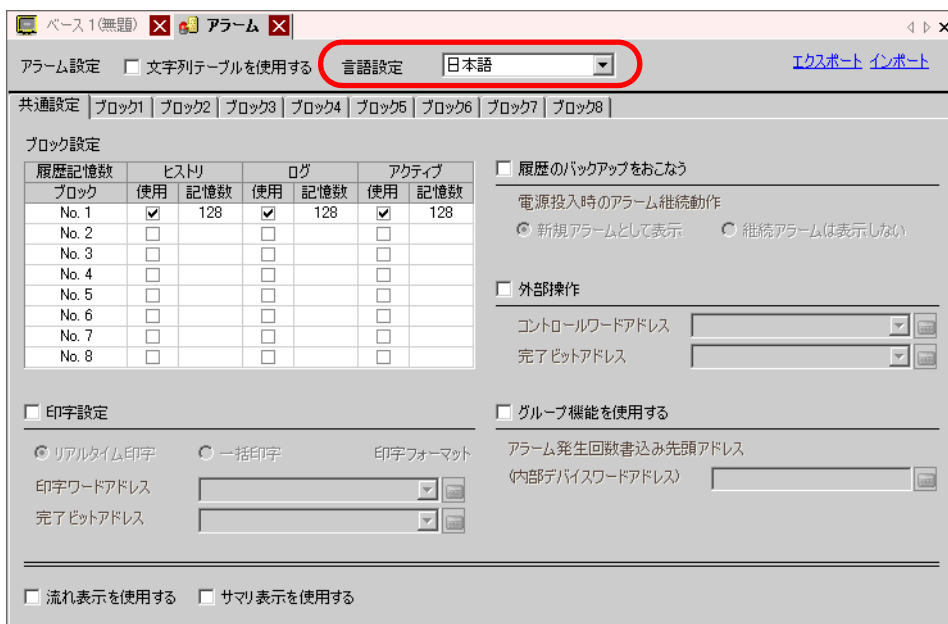 ベース1(無題) アラーム
アラーム設定 文字列テーブルを使用する 言語設定 日本語 エクスポート インポート
共通設定 ブロック1 ブロック2 ブロック3 ブロック4 ブロック5 ブロック6 ブロック7 ブロック8
ブロック設定
履歴記憶数 ヒストリ ログ アクティブ
ブロック 使用 記憶数 使用 記憶数 使用 記憶数
No. 1 128 128 128
No. 2
No. 3
No. 4
No. 5
No. 6
No. 7
No. 8
履歴のバックアップをおこなう
電源投入時のアラーム継続動作
新規アラームとして表示 継続アラームは表示しない
外部操作
コントロールワードアドレス
完了ビットアドレス
印字設定
リアルタイム印字 一括印字 印字フォーマット
印字ワードアドレス
完了ビットアドレス
グループ機能を使用する
アラーム発生回数書込み先頭アドレス
(内部デバイスワードアドレス)
流れ表示を使用する サマリ表示を使用する